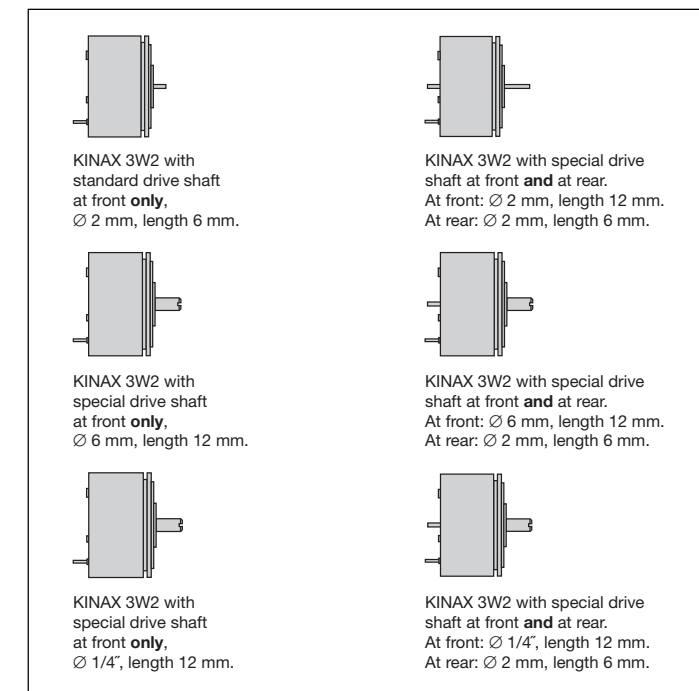 KINAX 3W2 with
standard drive shaft
at front only,
∅ 2 mm, length 6 mm.
KINAX 3W2 with special drive
shaft at front and at rear.
At front: ∅ 2 mm, length 12 mm.
At rear: ∅ 2 mm, length 6 mm.
KINAX 3W2 with
special drive shaft
at front only,
∅ 6 mm, length 12 mm.
KINAX 3W2 with special drive
shaft at front and at rear.
At front: ∅ 6 mm, length 12 mm.
At rear: ∅ 2 mm, length 6 mm.
KINAX 3W2 with
special drive shaft
at front only,
∅ 1/4˝, length 12 mm.
KINAX 3W2 with special drive
shaft at front and at rear.
At front: ∅ 1/4˝, length 12 mm.
At rear: ∅ 2 mm, length 6 mm.